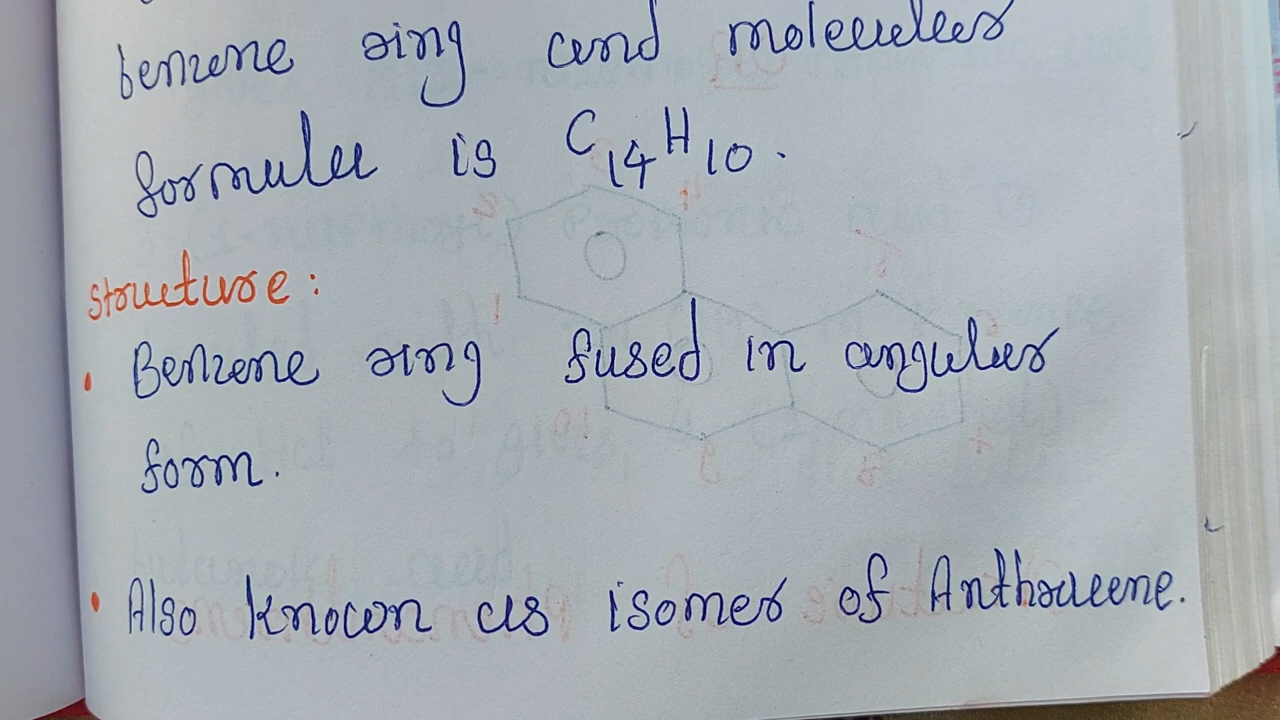 benzene ring and molecular
formula is C14H10.
structure:
• Benzene ring fused in angular
form.
• Also known as isomer of Anthracene.